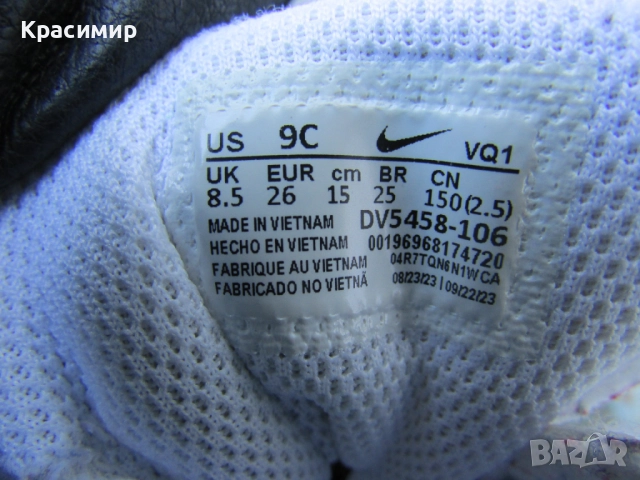 Красимир
US 9C VQ1
UK EUR cm BR CN
8.5 26 15 25 150(2.5)
MADE IN VIETNAM DV5458-106
HECHO EN VIETNAM 00196968174720
FABRIQUE AU VIETNAM 04R7TQN6N1WCA
FABRICADO NO VIETNÃ 08/23/23 | 09/22/23
BAZAR